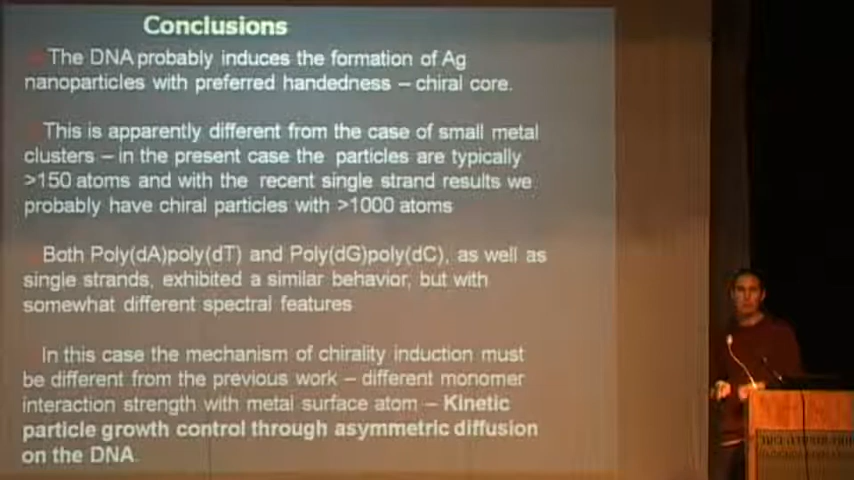 Conclusions
The DNA probably induces the formation of Ag
nanoparticles with preferred handedness – chiral core.
This is apparently different from the case of small metal
clusters – in the present case the particles are typically
>150 atoms and with the recent single strand results we
probably have chiral particles with >1000 atoms
Both Poly(dA)poly(dT) and Poly(dG)poly(dC), as well as
single strands, exhibited a similar behavior, but with
somewhat different spectral features
In this case the mechanism of chirality induction must
be different from the previous work – different monomer
interaction strength with metal surface atom – Kinetic
particle growth control through asymmetric diffusion
on the DNA.